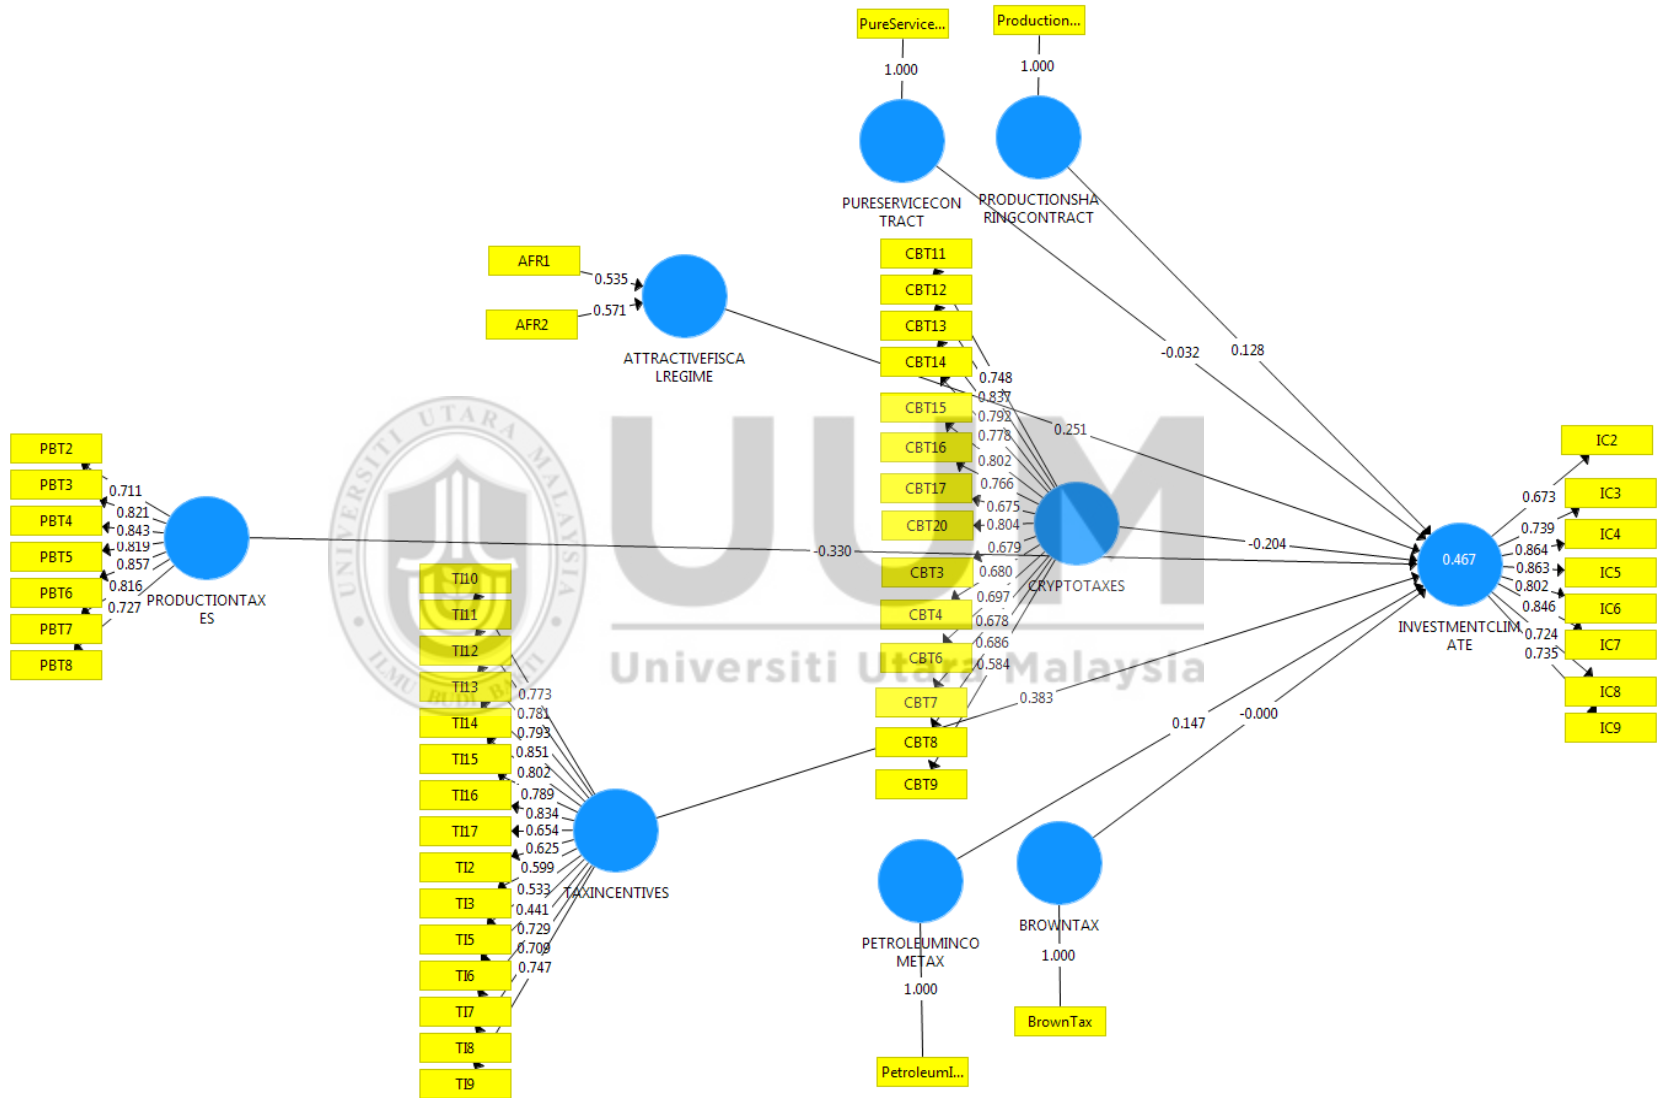 PureService...
Production...
1.000
1.000
PURESERVICECON
TRACT
PRODUCTIONSHA
RINGCONTRACT
AFR1
AFR2
0.535
0.571
ATTRACTIVEFISCA
LREGIME
CBT11
CBT12
CBT13
CBT14
CBT15
CBT16
CBT17
CBT20
CBT3
CBT4
CBT6
CBT7
CBT8
CBT9
0.748
0.837
0.792
0.778
0.802
0.766
0.675
0.804
0.679
0.680
0.697
0.678
0.686
0.584
CRYPTOTAXES
-0.032
0.128
0.251
-0.204
-0.330
0.383
0.147
-0.000
PBT2
PBT3
PBT4
PBT5
PBT6
PBT7
PBT8
0.711
0.821
0.843
0.819
0.857
0.816
0.727
PRODUCTIONTAX
ES
TI10
TI11
TI12
TI13
TI14
TI15
TI16
TI17
TI2
TI3
TI5
TI6
TI7
TI8
TI9
0.773
0.781
0.793
0.851
0.802
0.789
0.834
0.654
0.625
0.599
0.533
0.441
0.729
0.709
0.747
TAXINCENTIVES
0.467
INVESTMENTCLIM
ATE
IC2
IC3
IC4
IC5
IC6
IC7
IC8
IC9
0.673
0.739
0.864
0.863
0.802
0.846
0.724
0.735
PETROLEUMINCO
METAX
1.000
PetroleumI...
BROWNTAX
1.000
BrownTax
UNIVERSITI UTARA MALAYSIA
ILMU BUDI BAKTI
UUM
Universiti Utara Malaysia